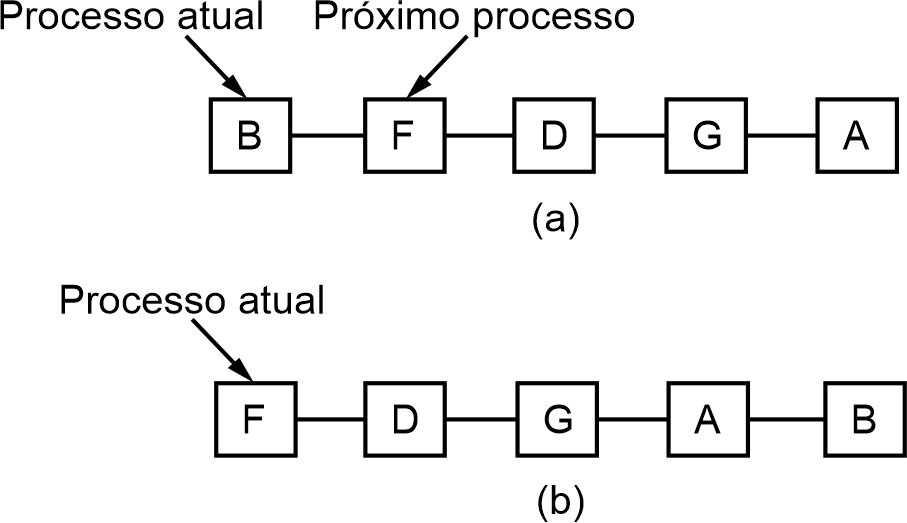 Processo atual Próximo processo
B F D G A
(a)
Processo atual
F D G A B
(b)